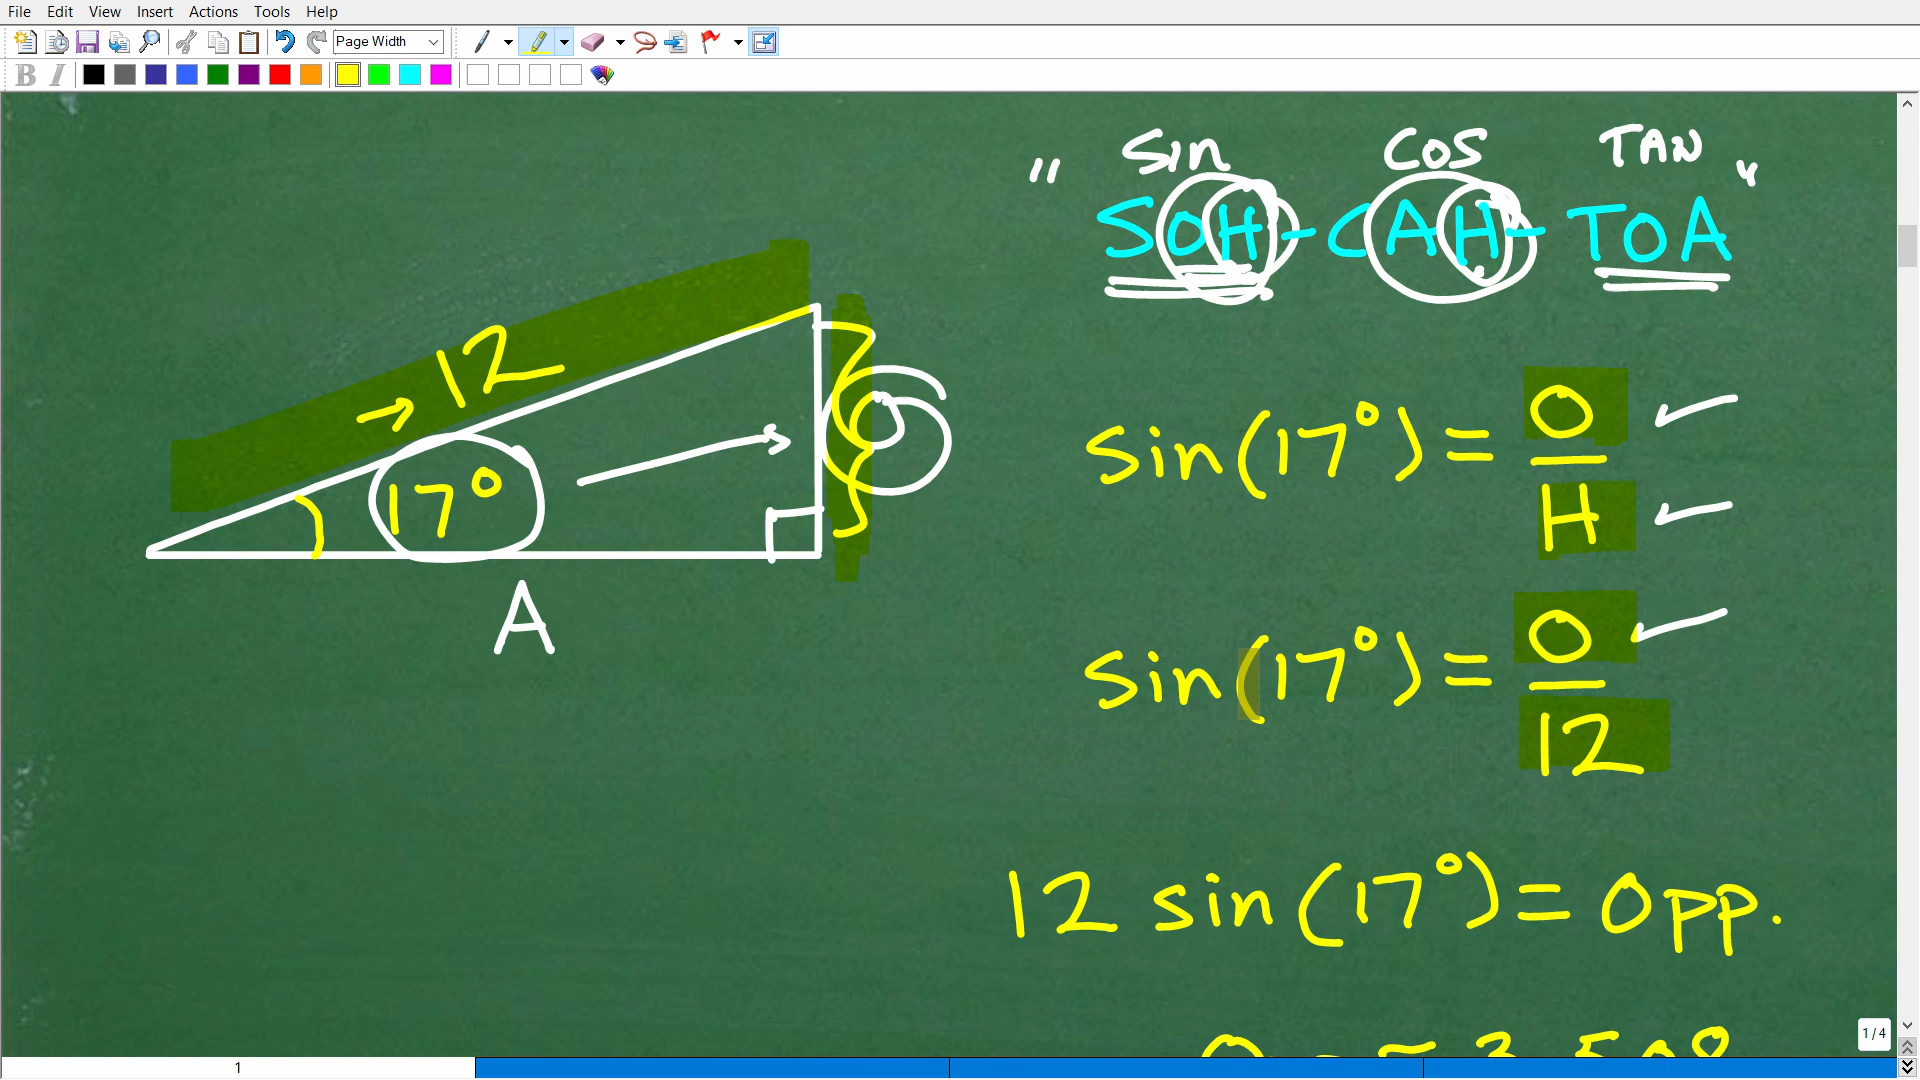 File Edit View Insert Actions Tools Help
Page Width
B I
" Sin COS TAN "
SOH-CAH-TOA
12
17°
A
sin(17°) = O
H
sin(17°) = O
12
12 sin(17°) = Opp.
1 / 4
1